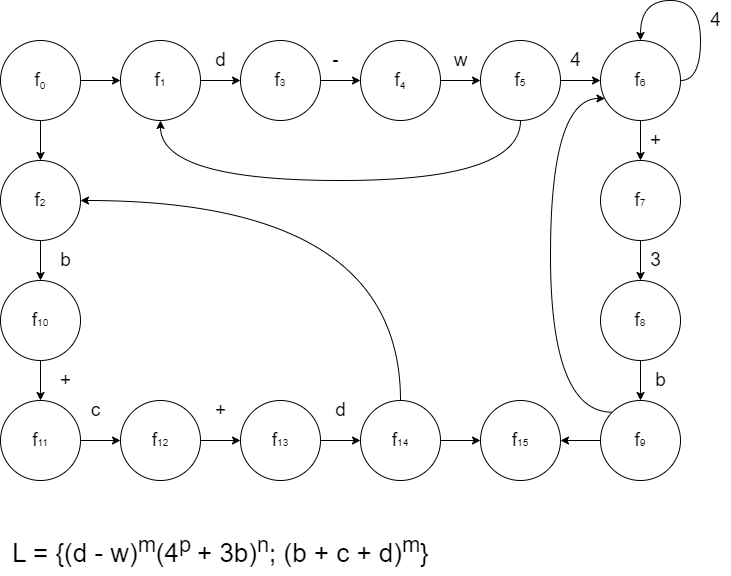 4
d - w 4
f₀ f₁ f₃ f₄ f₅ f₆
+
f₂ f₇
b 3
f₁₀ f₈
+ b
c + d
f₁₁ f₁₂ f₁₃ f₁₄ f₁₅ f₉
L = {(d - w)ᵐ(4ᵖ + 3b)ⁿ; (b + c + d)ᵐ}